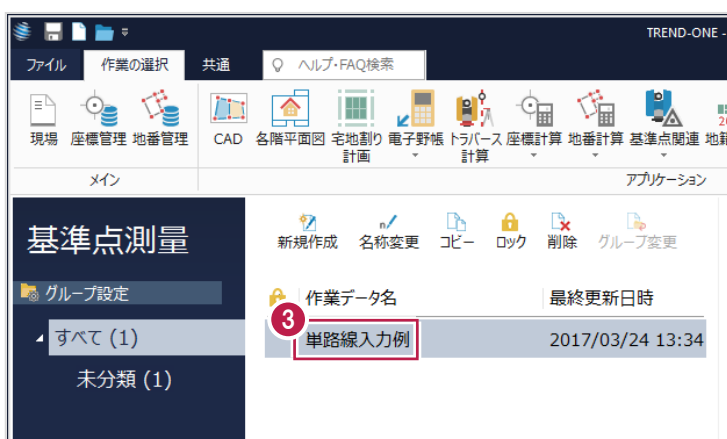 TREND-ONE -
ファイル 作業の選択 共通 ヘルプ・FAQ検索
現場 座標管理 地番管理 CAD 各階平面図 宅地割り計画 電子野帳 トラバース計算 座標計算 地番計算 基準点関連 地籍
メイン アプリケーション
基準点測量
新規作成 名称変更 コピー ロック 削除 グループ変更
グループ設定
作業データ名 最終更新日時
すべて (1)
3
単路線入力例 2017/03/24 13:34
未分類 (1)